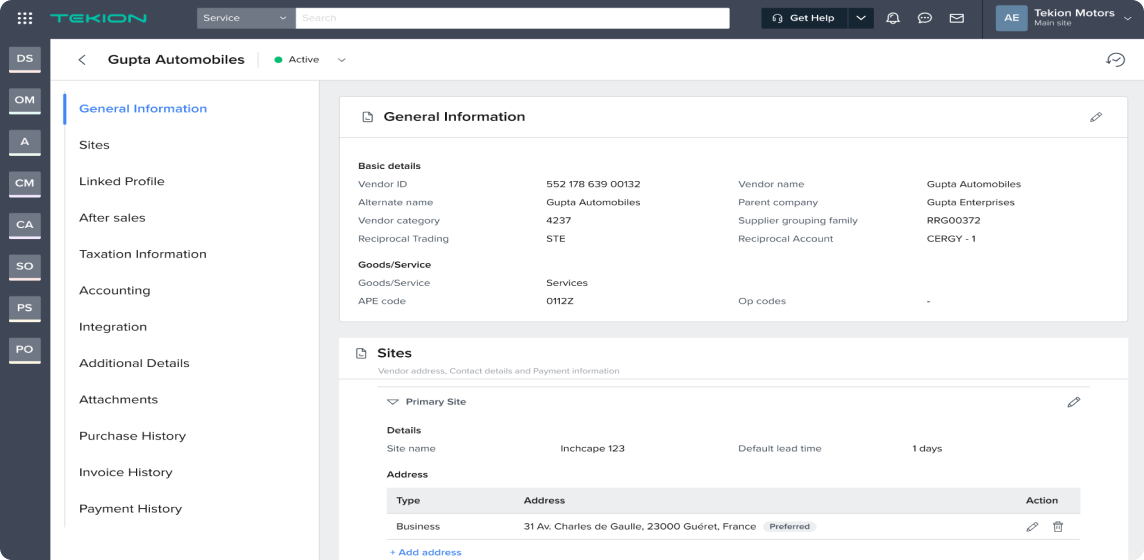 TEKION Service Search Get Help AE Tekion Motors
Main site
DS
OM
A
CM
CA
SO
PS
PO
Gupta Automobiles Active
General Information
Sites
Linked Profile
After sales
Taxation Information
Accounting
Integration
Additional Details
Attachments
Purchase History
Invoice History
Payment History
General Information
Basic details
Vendor ID 552 178 639 00132 Vendor name Gupta Automobiles
Alternate name Gupta Automobiles Parent company Gupta Enterprises
Vendor category 4237 Supplier grouping family RRG00372
Reciprocal Trading STE Reciprocal Account CERGY - 1
Goods/Service
Goods/Service Services
APE code 0112Z Op codes -
Sites
Vendor address, Contact details and Payment information
Primary Site
Details
Site name Inchcape 123 Default lead time 1 days
Address
Type Address Action
Business 31 Av. Charles de Gaulle, 23000 Guéret, France Preferred
+ Add address